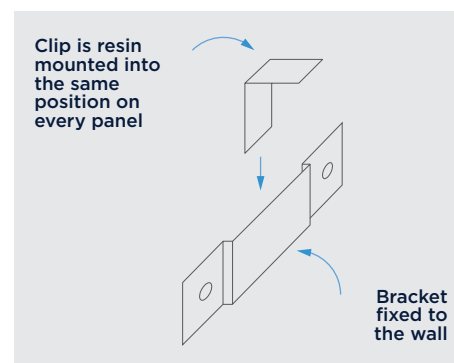 Clip is resin
mounted into
the same
position on
every panel
Bracket
fixed to
the wall